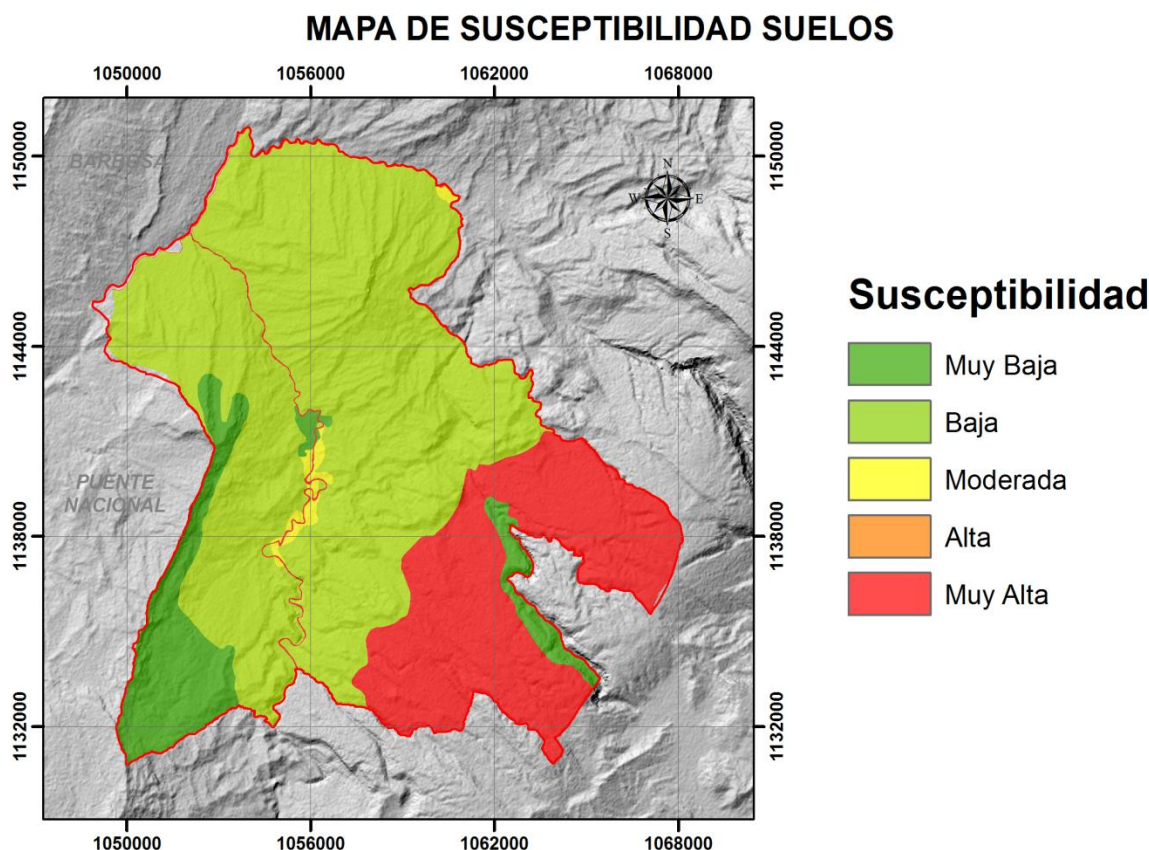 MAPA DE SUSCEPTIBILIDAD SUELOS
1050000 1056000 1062000 1068000
1150000 1150000
BARBOSA
N
W E
S
1144000 1144000
PUENTE
NACIONAL
1138000 1138000
1132000 1132000
1050000 1056000 1062000 1068000
Susceptibilidad
Muy Baja
Baja
Moderada
Alta
Muy Alta